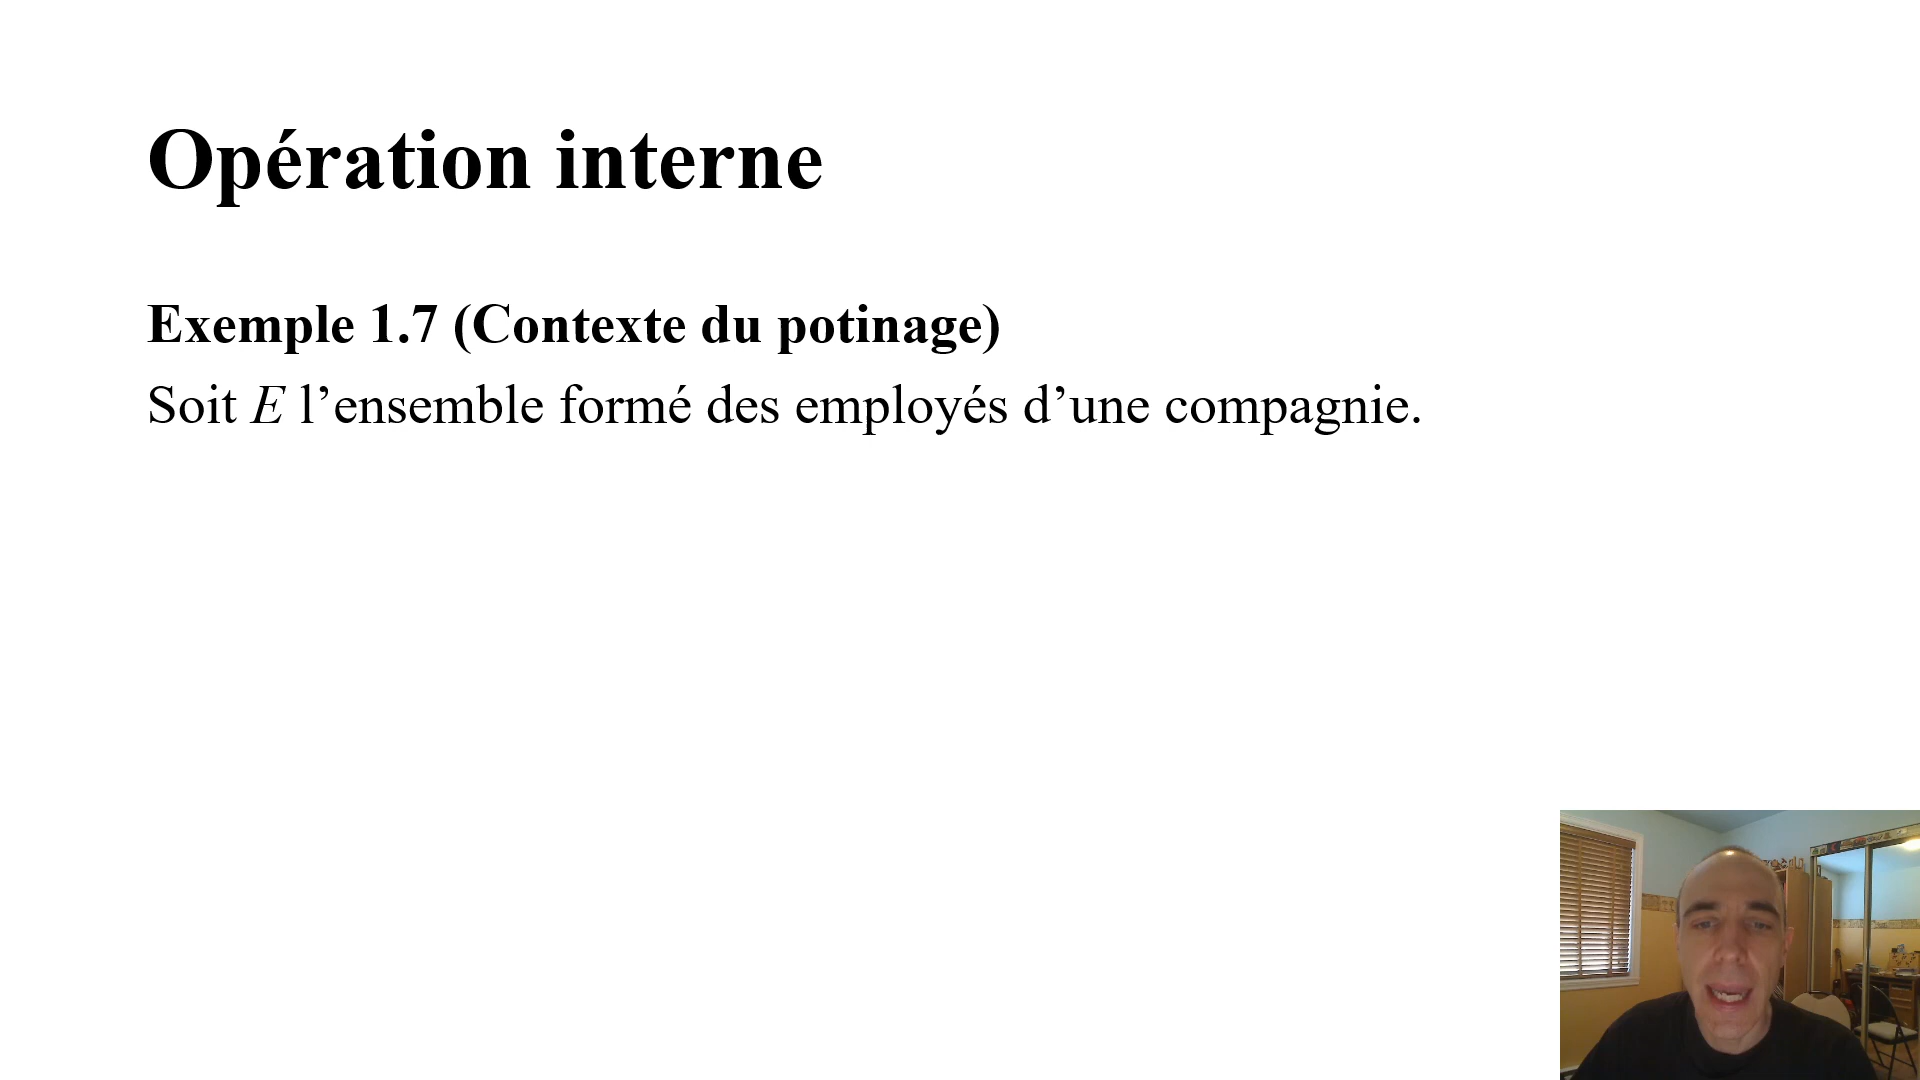 Opération interne
Exemple 1.7 (Contexte du potinage)
Soit E l’ensemble formé des employés d’une compagnie.